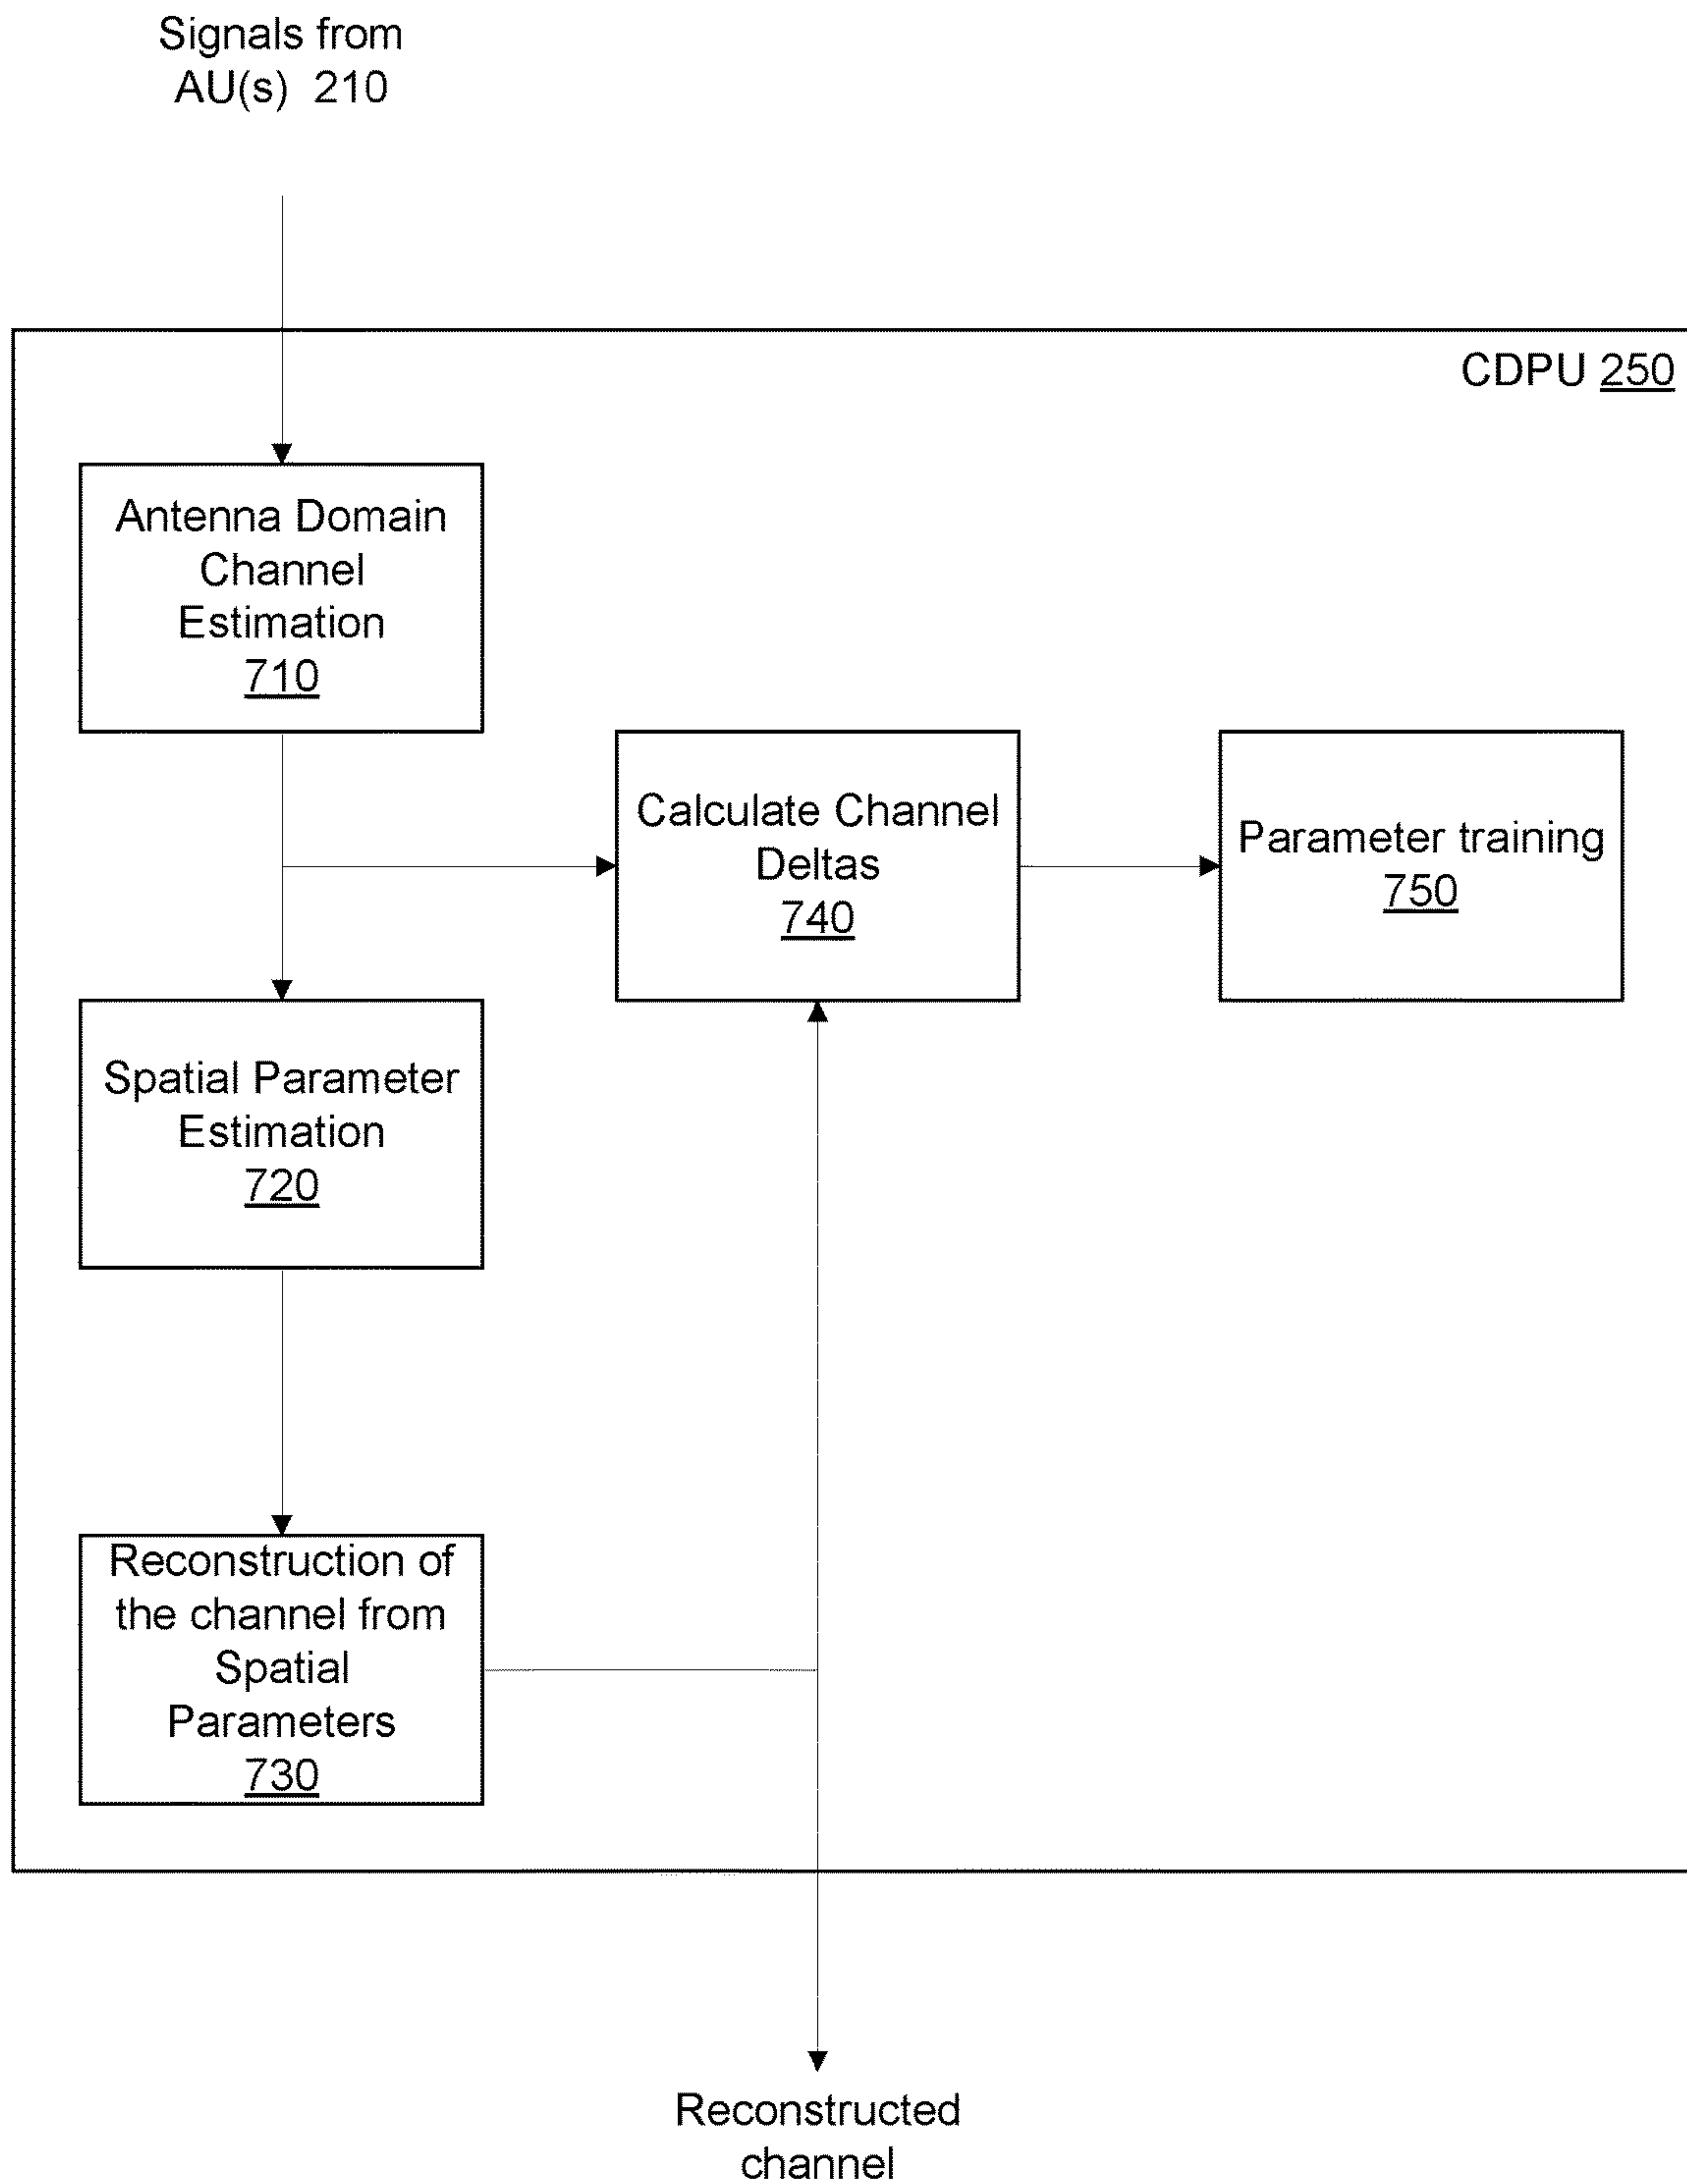 Signals from
AU(s) 210
CDPU 250
Antenna Domain
Channel
Estimation
710
Calculate Channel
Deltas
740
Parameter training
750
Spatial Parameter
Estimation
720
Reconstruction of
the channel from
Spatial
Parameters
730
Reconstructed
channel